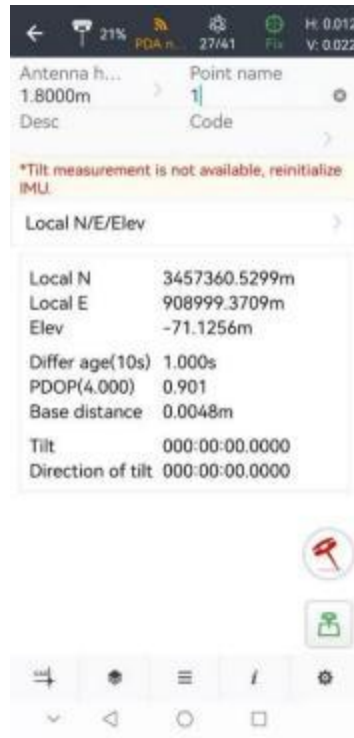 21% PDA n... 27/41 Fix H: 0.012
V: 0.022
Antenna h... Point name
1.8000m 1
Desc Code
*Tilt measurement is not available, reinitialize
IMU.
Local N/E/Elev
Local N 3457360.5299m
Local E 908999.3709m
Elev -71.1256m
Differ age(10s) 1.000s
PDOP(4.000) 0.901
Base distance 0.0048m
Tilt 000:00:00.0000
Direction of tilt 000:00:00.0000